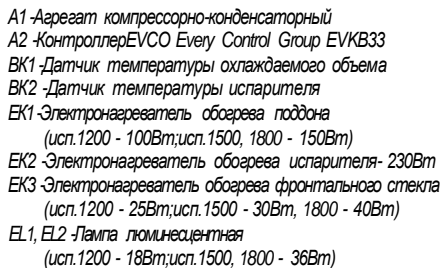 А1-Агрегат компрессорно-конденсаторный
А2 -КонтроллерEVCO Every Control Group EVKB33
ВК1-Датчик температуры охлаждаемого объема
ВК2 -Датчик температуры испарителя
ЕК1-Электронагреватель обогрева поддона
(исп.1200 - 100Вт;исп.1500, 1800 - 150Вт)
ЕК2 -Электронагреватель обогрева испарителя- 230Вт
ЕК3 -Электронагреватель обогрева фронтального стекла
(исп.1200 - 25Вт;исп.1500 - 30Вт, 1800 - 40Вт)
EL1, EL2 -Лампа люминесцентная
(исп.1200 - 18Вт;исп.1500, 1800 - 36Вт)